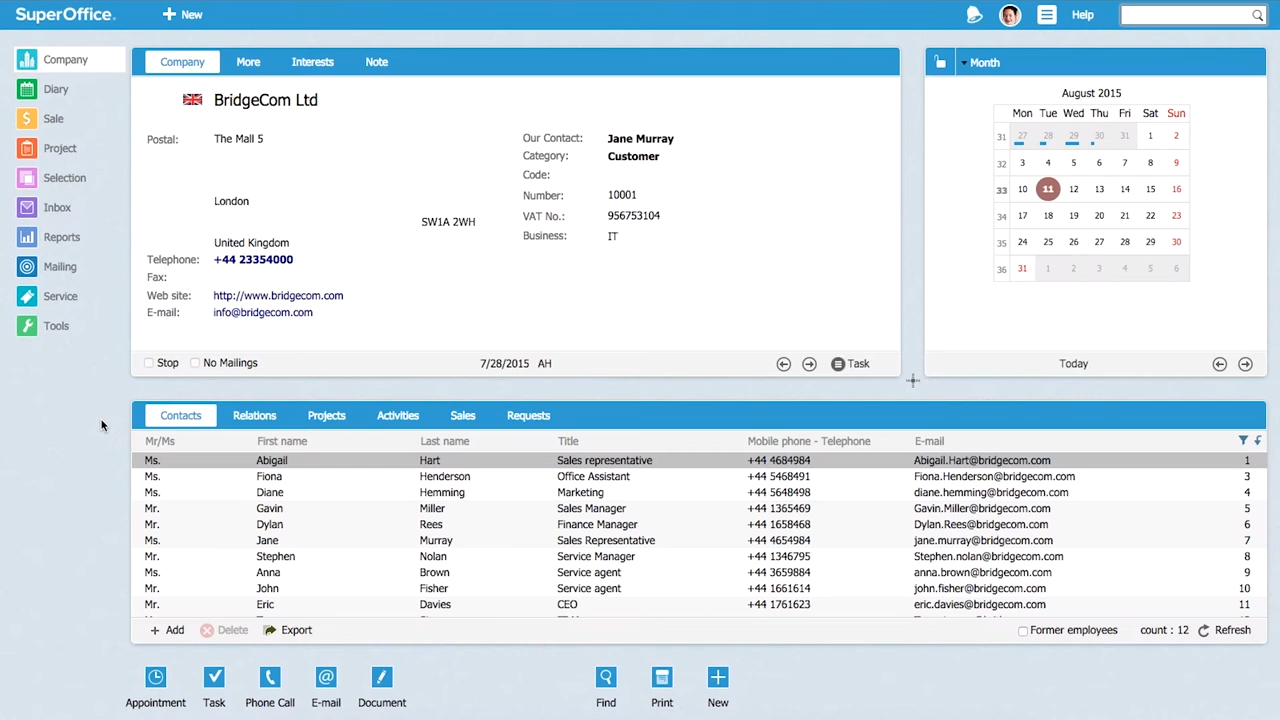 SuperOffice.
New
Help
Company
Diary
Sale
Project
Selection
Inbox
Reports
Mailing
Service
Tools
Company More Interests Note
BridgeCom Ltd
Postal: The Mall 5
London
SW1A 2WH
United Kingdom
Telephone: +44 23354000
Fax:
Web site: http://www.bridgecom.com
E-mail: info@bridgecom.com
Our Contact: Jane Murray
Category: Customer
Code:
Number: 10001
VAT No.: 956753104
Business: IT
Stop No Mailings 7/28/2015 AH Task
Month
August 2015
Mon Tue Wed Thu Fri Sat Sun
31 27 28 29 30 31 1 2
32 3 4 5 6 7 8 9
33 10 11 12 13 14 15 16
34 17 18 19 20 21 22 23
35 24 25 26 27 28 29 30
36 31 1 2 3 4 5 6
Today
Contacts Relations Projects Activities Sales Requests
Mr/Ms First name Last name Title Mobile phone - Telephone E-mail
Ms. Abigail Hart Sales representative +44 4684984 Abigail.Hart@bridgecom.com 1
Ms. Fiona Henderson Office Assistant +44 5468491 Fiona.Henderson@bridgecom.com 3
Ms. Diane Hemming Marketing +44 5648498 diane.hemming@bridgecom.com 4
Mr. Gavin Miller Sales Manager +44 1365469 Gavin.Miller@bridgecom.com 5
Mr. Dylan Rees Finance Manager +44 1658468 Dylan.Rees@bridgecom.com 6
Ms. Jane Murray Sales Representative +44 4654984 jane.murray@bridgecom.com 7
Mr. Stephen Nolan Service Manager +44 1346795 Stephen.nolan@bridgecom.com 8
Ms. Anna Brown Service agent +44 3659884 anna.brown@bridgecom.com 9
Mr. John Fisher Service agent +44 1661614 john.fisher@bridgecom.com 10
Mr. Eric Davies CEO +44 1761623 eric.davies@bridgecom.com 11
Add Delete Export Former employees count : 12 Refresh
Appointment Task Phone Call E-mail Document Find Print New